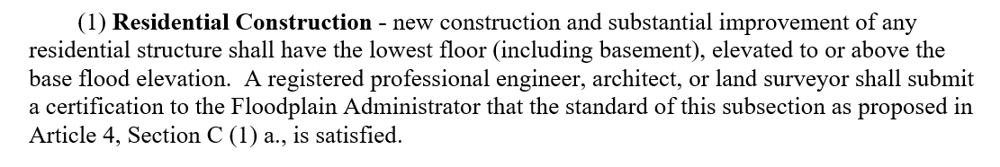 (1) Residential Construction - new construction and substantial improvement of any
residential structure shall have the lowest floor (including basement), elevated to or above the
base flood elevation.  A registered professional engineer, architect, or land surveyor shall submit
a certification to the Floodplain Administrator that the standard of this subsection as proposed in
Article 4, Section C (1) a., is satisfied.